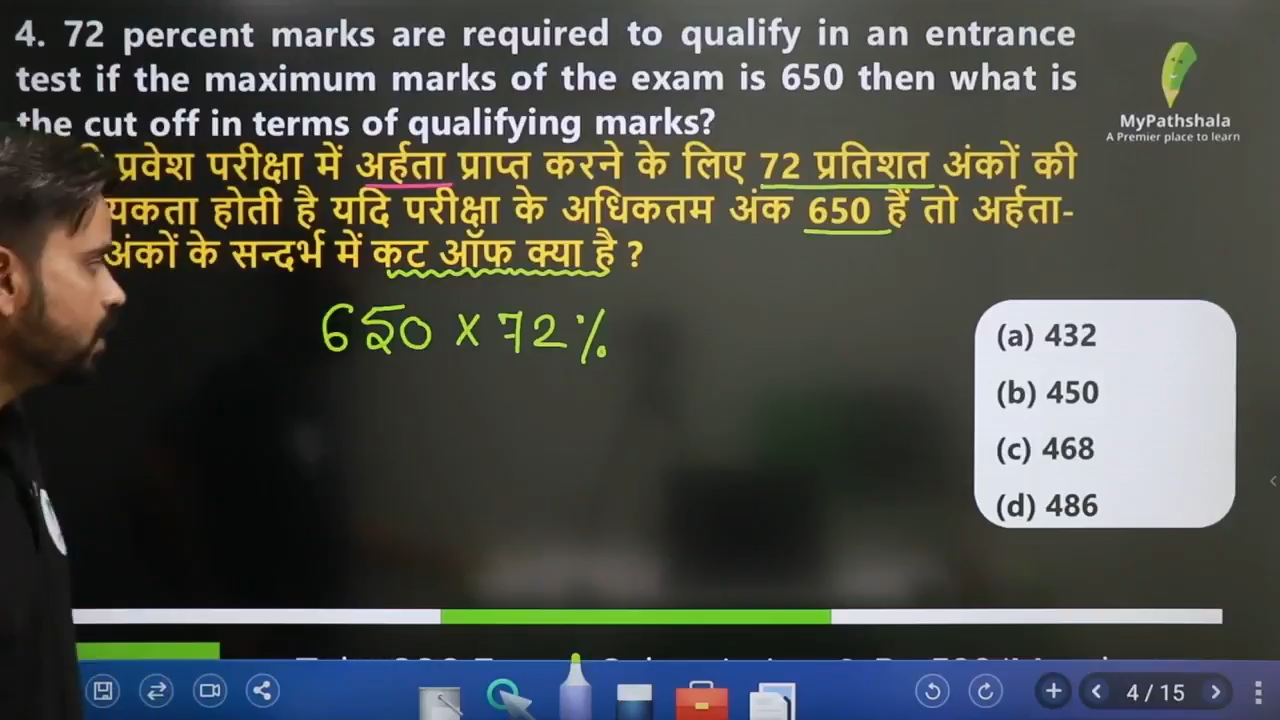 4. 72 percent marks are required to qualify in an entrance
test if the maximum marks of the exam is 650 then what is
the cut off in terms of qualifying marks?
प्रवेश परीक्षा में अर्हता प्राप्त करने के लिए 72 प्रतिशत अंकों की
होती है यदि परीक्षा के अधिकतम अंक 650 हैं तो अर्हता-
अंकों के सन्दर्भ में कट ऑफ क्या है ?
650 x 72%
(a) 432
(b) 450
(c) 468
(d) 486
MyPathshala
A Premier place to learn
4 / 15